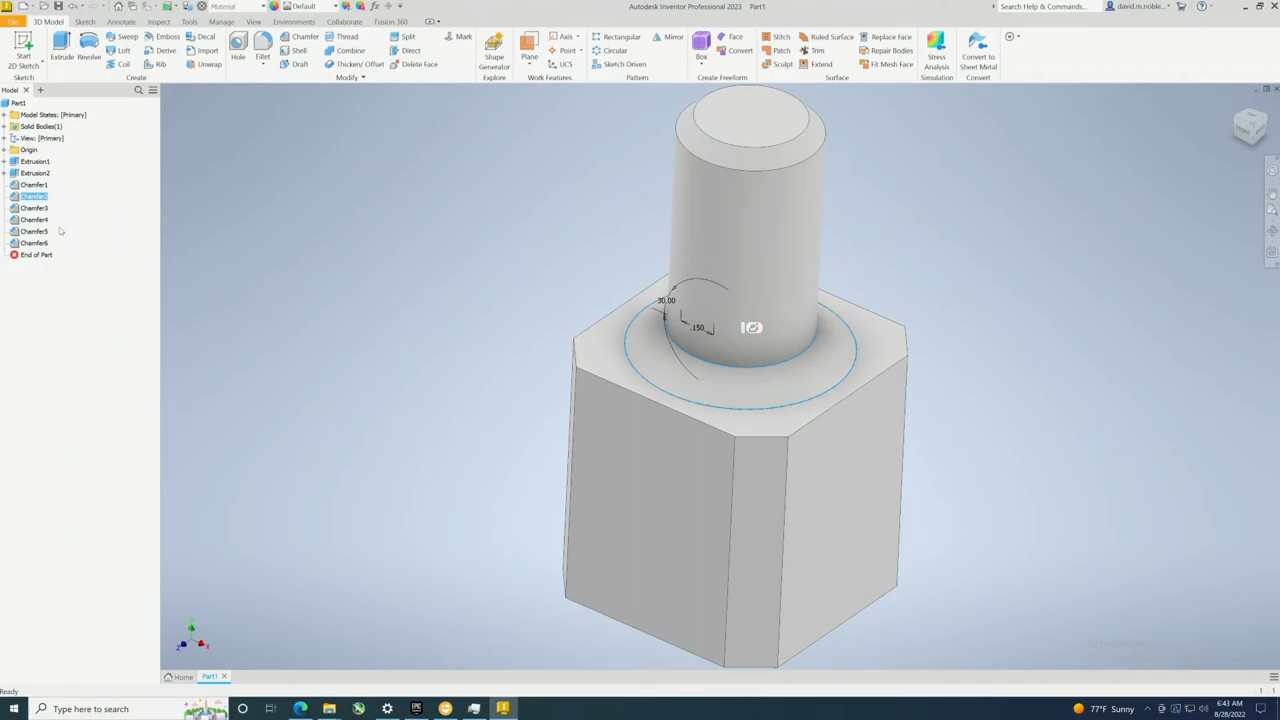 Material
Default
Autodesk Inventor Professional 2023 Part1
Search Help & Commands...
david.m.noble...
File
3D Model
Sketch
Annotate
Inspect
Tools
Manage
View
Environments
Collaborate
Fusion 360
Start
2D Sketch
Sketch
Extrude
Revolve
Sweep
Loft
Coil
Emboss
Derive
Rib
Decal
Import
Unwrap
Create
Hole
Fillet
Chamfer
Shell
Draft
Thread
Combine
Thicken/ Offset
Split
Direct
Delete Face
Mark
Modify
Shape
Generator
Explore
Plane
Axis
Point
UCS
Work Features
Rectangular
Circular
Sketch Driven
Mirror
Pattern
Box
Face
Convert
Create Freeform
Stitch
Patch
Sculpt
Ruled Surface
Trim
Extend
Replace Face
Repair Bodies
Fit Mesh Face
Surface
Stress
Analysis
Simulation
Convert to
Sheet Metal
Convert
Model
Part1
Model States: [Primary]
Solid Bodies(1)
View: [Primary]
Origin
Extrusion1
Extrusion2
Chamfer1
Chamfer2
Chamfer3
Chamfer4
Chamfer5
Chamfer6
End of Part
30.00
.150
Z
X
Home
Part1
Ready
1 1
Type here to search
77°F Sunny
6:43 AM
8/28/2022